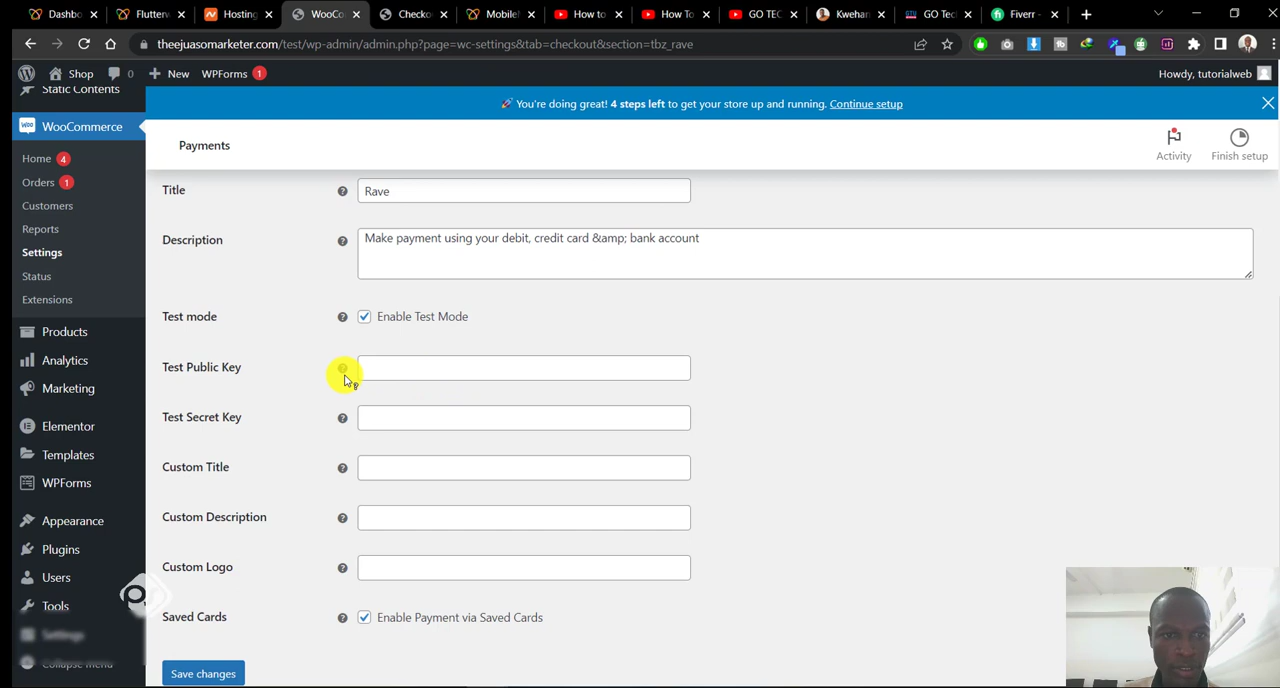 Dashbo
Flutterw
Hosting
WooCo
Checko
Mobilef
How to
How To
GO TEC
Kwehan
GO Tech
Fiverr -
theejuasomarketer.com/test/wp-admin/admin.php?page=wc-settings&tab=checkout&section=tbz_rave
Shop 0 New WPForms 1 Howdy, tutorialweb
Static Contents
🚀 You're doing great! 4 steps left to get your store up and running. Continue setup
WooCommerce
Payments
Activity
Finish setup
Home 4
Orders 1
Customers
Reports
Settings
Status
Extensions
Products
Analytics
Marketing
Elementor
Templates
WPForms
Appearance
Plugins
Users
Tools
Settings
Collapse menu
Title Rave
Description Make payment using your debit, credit card &amp; bank account
Test mode Enable Test Mode
Test Public Key
Test Secret Key
Custom Title
Custom Description
Custom Logo
Saved Cards Enable Payment via Saved Cards
Save changes